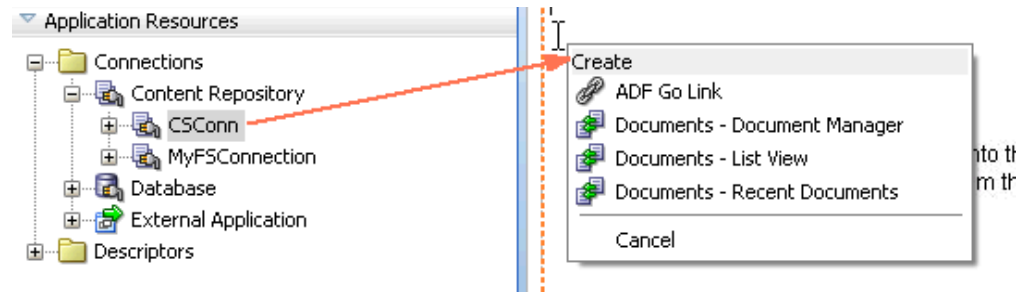 Application Resources
Connections
Content Repository
CSConn
MyFSConnection
Database
External Application
Descriptors
Create
ADF Go Link
Documents - Document Manager
Documents - List View
Documents - Recent Documents
Cancel